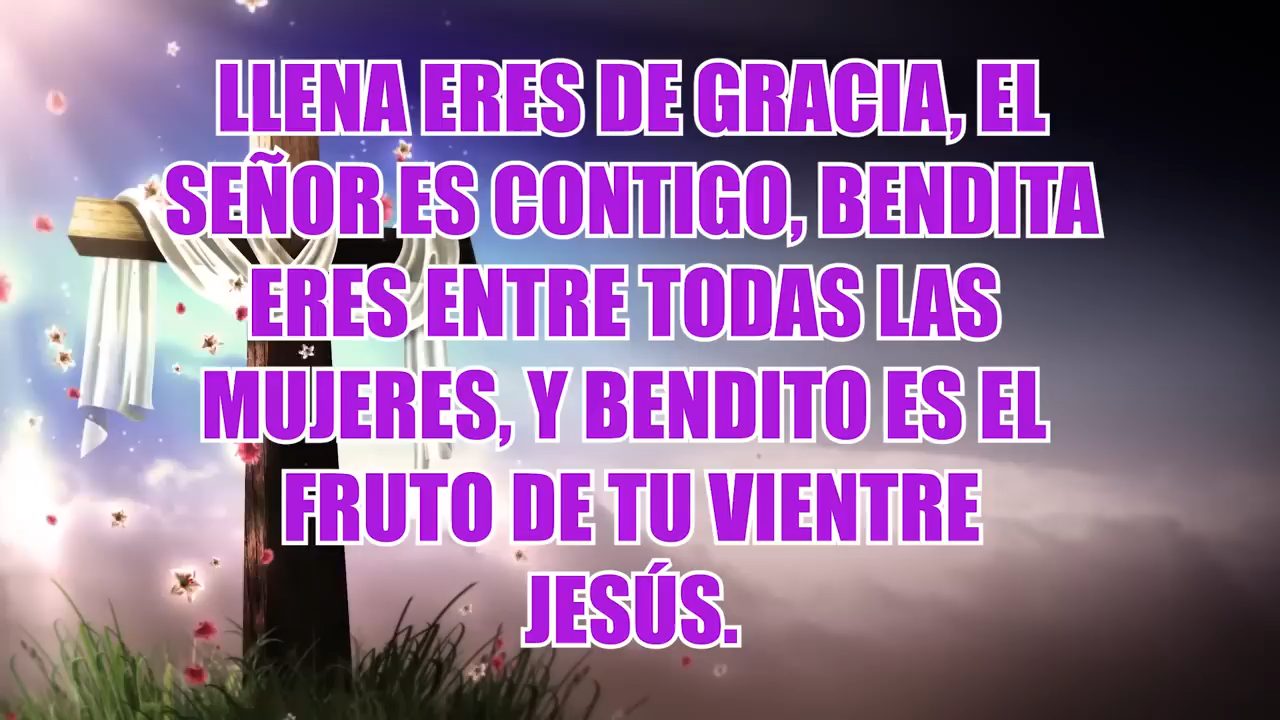 LLENA ERES DE GRACIA, EL
SEÑOR ES CONTIGO, BENDITA
ERES ENTRE TODAS LAS
MUJERES, Y BENDITO ES EL
FRUTO DE TU VIENTRE
JESÚS.